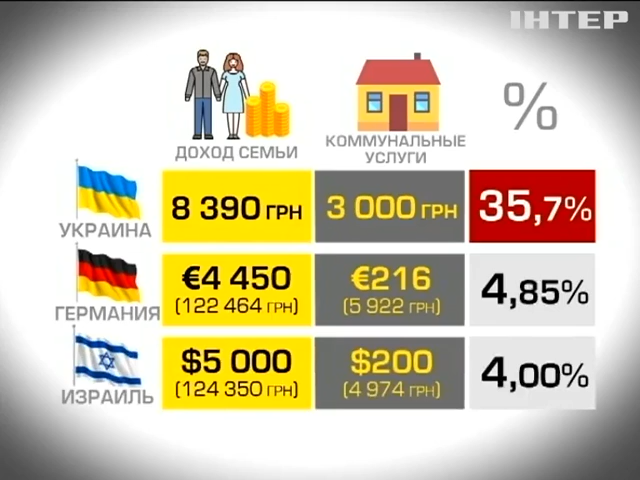 ІНТЕР
%
ДОХОД СЕМЬИ
КОММУНАЛЬНЫЕ
УСЛУГИ
УКРАИНА
8 390 ГРН
3 000 ГРН
35,7%
ГЕРМАНИЯ
€4 450
(122 464 ГРН)
€216
(5 922 ГРН)
4,85%
ИЗРАИЛЬ
$5 000
(124 350 ГРН)
$200
(4 974 ГРН)
4,00%